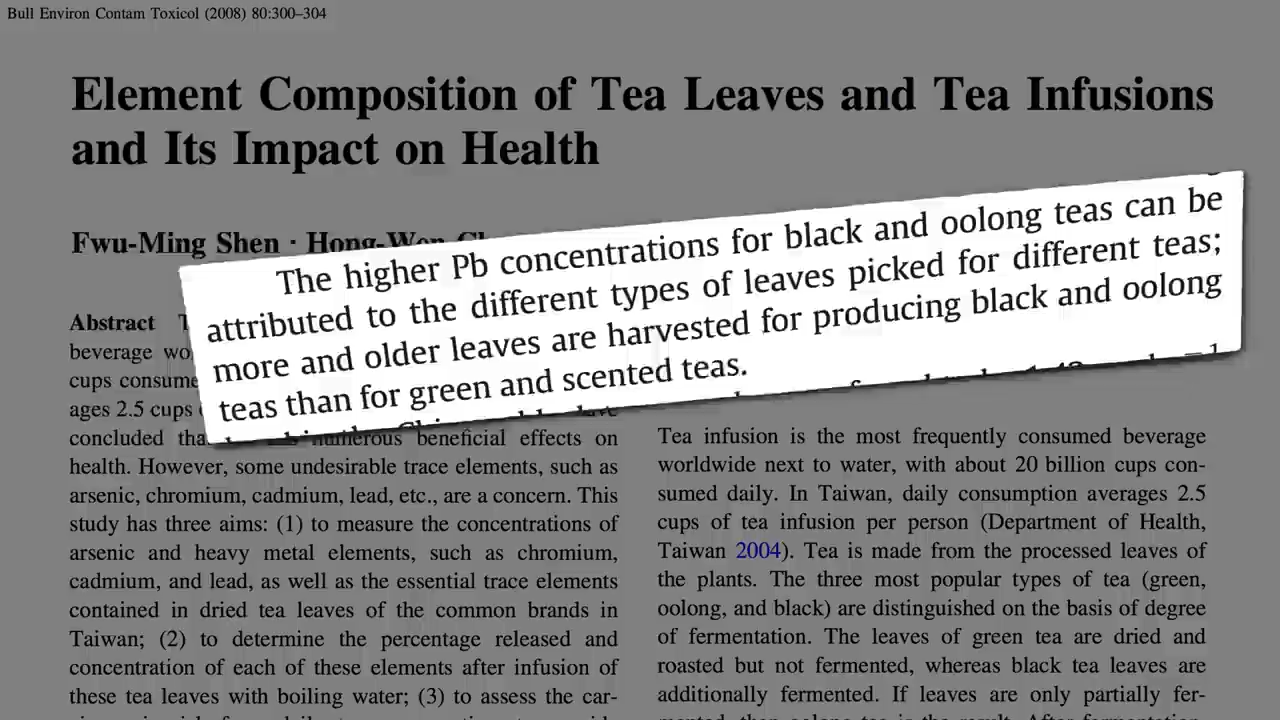 Bull Environ Contam Toxicol (2008) 80:300–304
Element Composition of Tea Leaves and Tea Infusions
and Its Impact on Health
Fwu-Ming Shen · Hong-Wen
The higher Pb concentrations for black and oolong teas can be
attributed to the different types of leaves picked for different teas;
more and older leaves are harvested for producing black and oolong
teas than for green and scented teas.
Abstract
beverage
cups
ages 2.5 cups
concluded numerous beneficial effects on
health. However, some undesirable trace elements, such as
arsenic, chromium, cadmium, lead, etc., are a concern. This
study has three aims: (1) to measure the concentrations of
arsenic and heavy metal elements, such as chromium,
cadmium, and lead, as well as the essential trace elements
contained in dried tea leaves of the common brands in
Taiwan; (2) to determine the percentage released and
concentration of each of these elements after infusion of
these tea leaves with boiling water; (3) to assess the car-
Tea infusion is the most frequently consumed beverage
worldwide next to water, with about 20 billion cups con-
sumed daily. In Taiwan, daily consumption averages 2.5
cups of tea infusion per person (Department of Health,
Taiwan 2004). Tea is made from the processed leaves of
the plants. The three most popular types of tea (green,
oolong, and black) are distinguished on the basis of degree
of fermentation. The leaves of green tea are dried and
roasted but not fermented, whereas black tea leaves are
additionally fermented. If leaves are only partially fer-